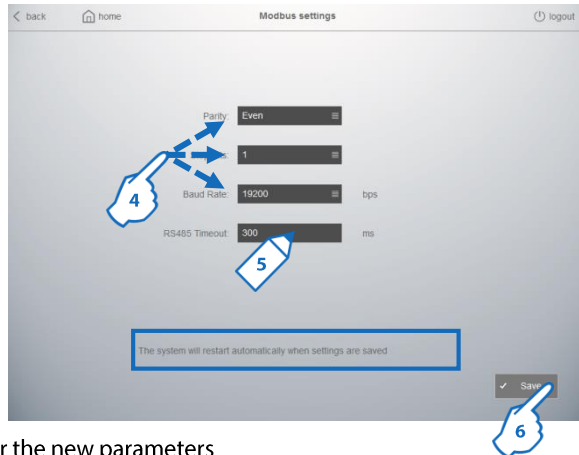 back home Modbus settings logout
Parity: Even
1
Baud Rate: 19200 bps
RS485 Timeout: 300 ms
4
5
The system will restart automatically when settings are saved
Save
6
the new parameters